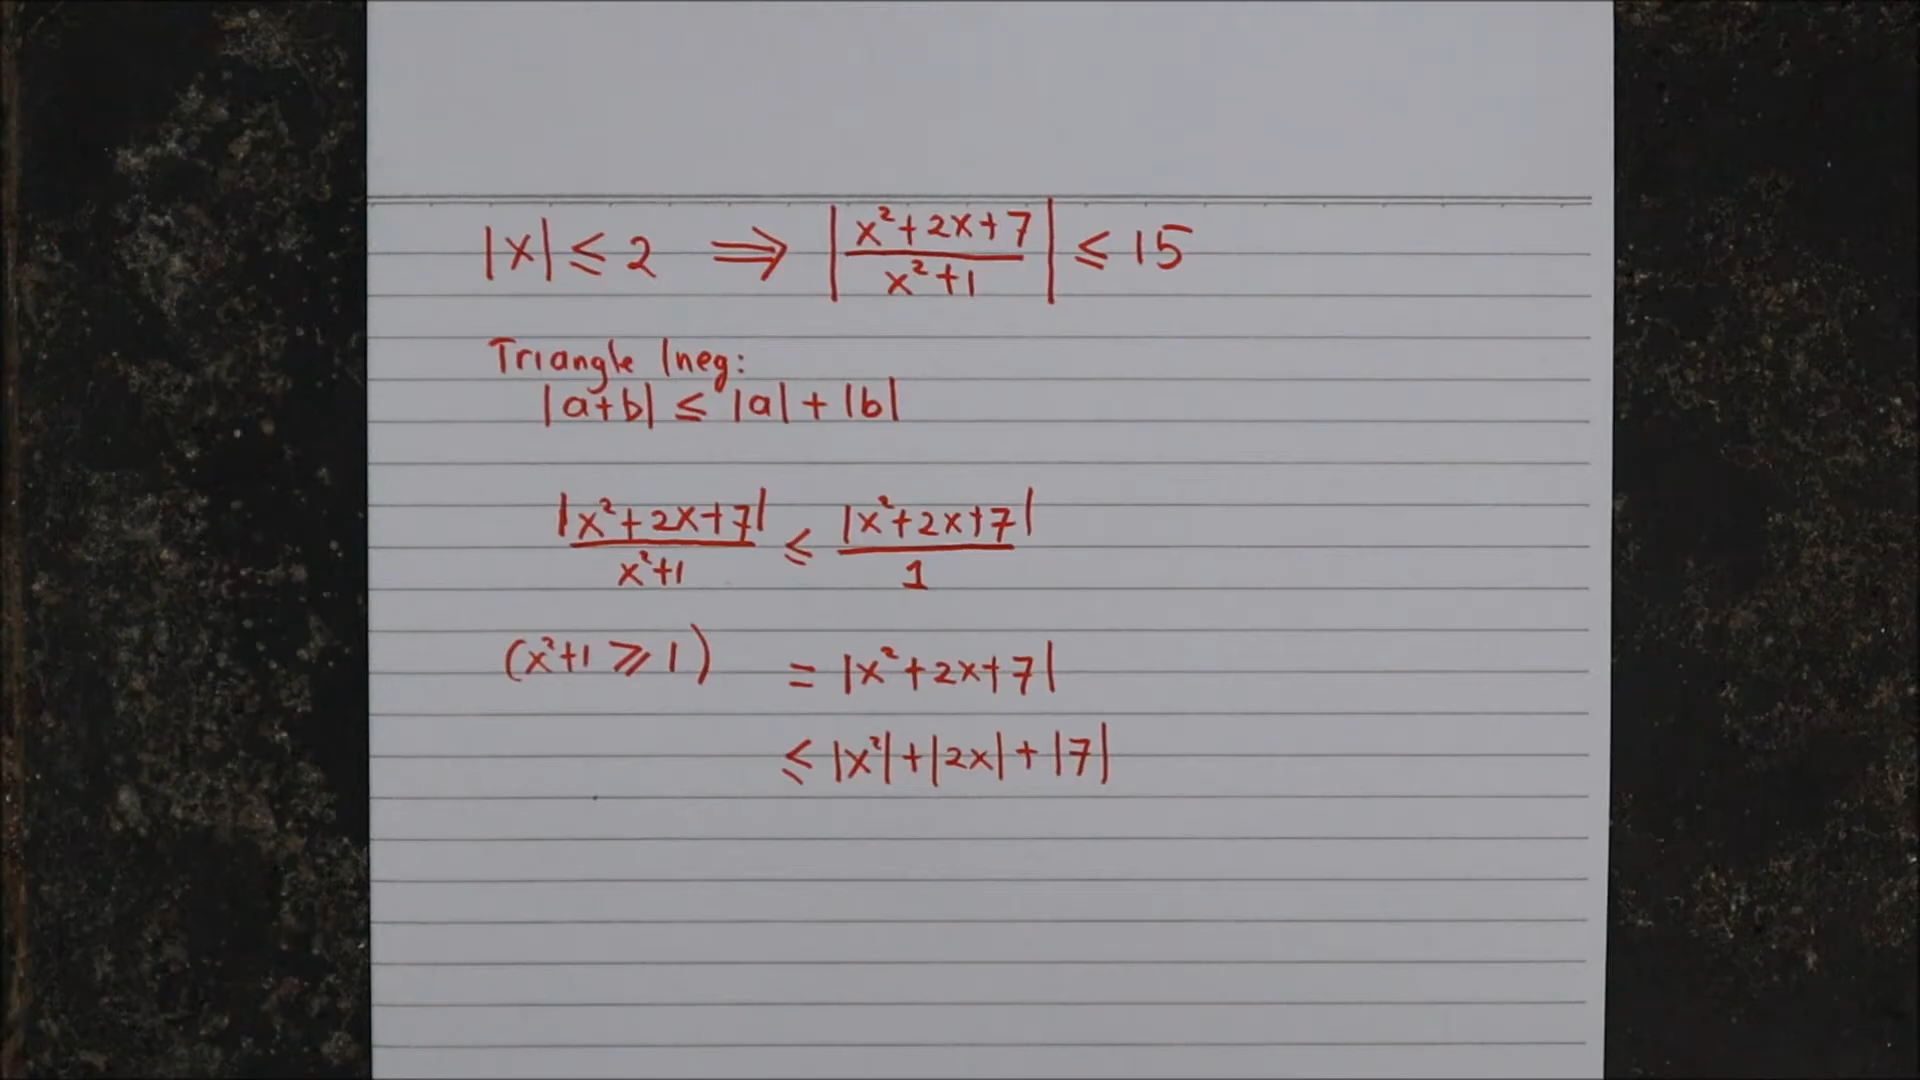 |x| ≤ 2 ⟹ |x²+2x+7 / x²+1| ≤ 15
Triangle Ineq:
|a+b| ≤ |a| + |b|
|x²+2x+7| / x²+1 ≤ |x²+2x+7| / 1
(x²+1 ⩾ 1) = |x²+2x+7|
≤ |x²|+|2x|+|7|